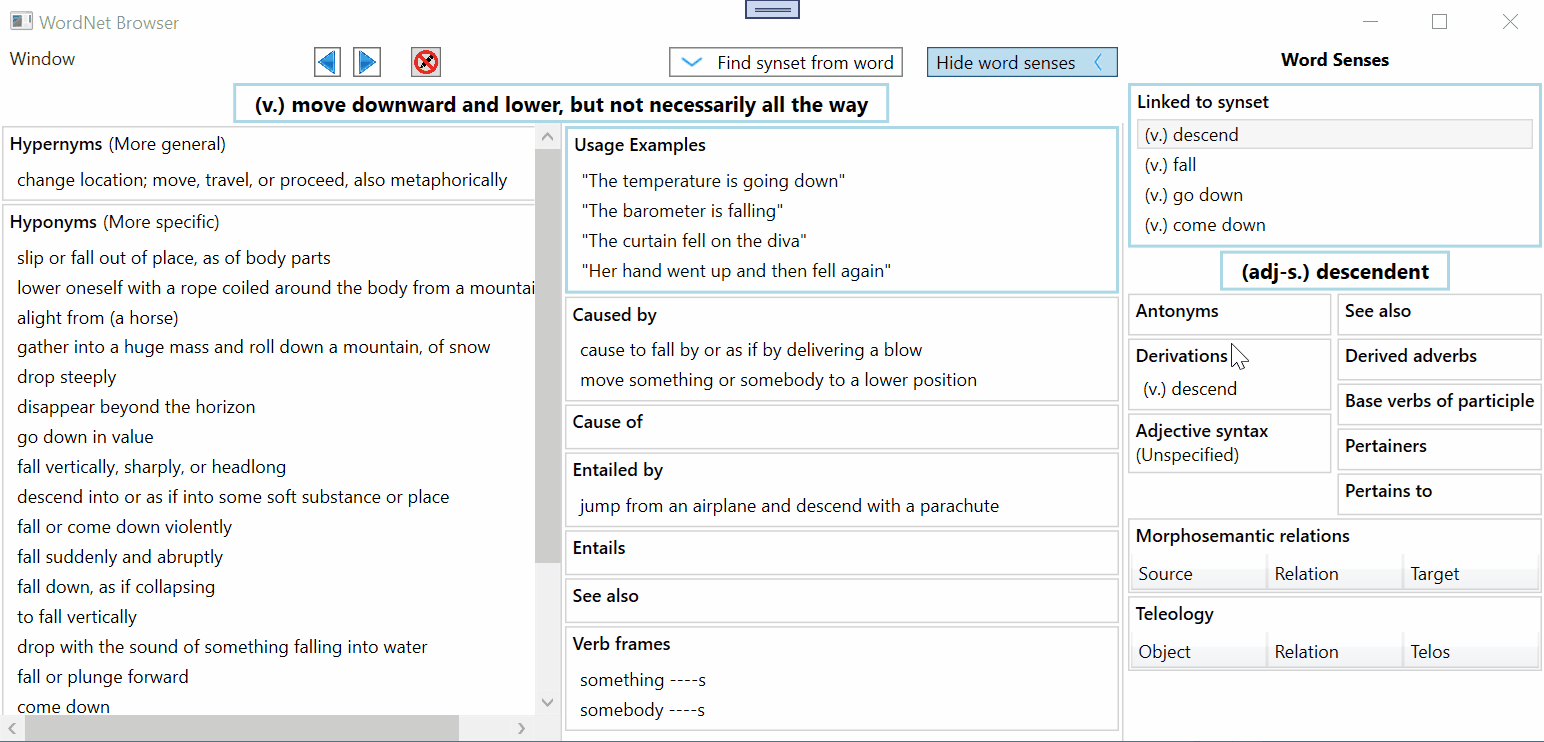 WordNet Browser
Window
Find synset from word
Hide word senses
Word Senses
(v.) move downward and lower, but not necessarily all the way
Hypernyms (More general)
change location; move, travel, or proceed, also metaphorically
Hyponyms (More specific)
slip or fall out of place, as of body parts
lower oneself with a rope coiled around the body from a mountai
alight from (a horse)
gather into a huge mass and roll down a mountain, of snow
drop steeply
disappear beyond the horizon
go down in value
fall vertically, sharply, or headlong
descend into or as if into some soft substance or place
fall or come down violently
fall suddenly and abruptly
fall down, as if collapsing
to fall vertically
drop with the sound of something falling into water
fall or plunge forward
come down
Usage Examples
"The temperature is going down"
"The barometer is falling"
"The curtain fell on the diva"
"Her hand went up and then fell again"
Caused by
cause to fall by or as if by delivering a blow
move something or somebody to a lower position
Cause of
Entailed by
jump from an airplane and descend with a parachute
Entails
See also
Verb frames
something ----s
somebody ----s
Linked to synset
(v.) descend
(v.) fall
(v.) go down
(v.) come down
(adj-s.) descendent
Antonyms
Derivations
(v.) descend
Adjective syntax
(Unspecified)
See also
Derived adverbs
Base verbs of participle
Pertainers
Pertains to
Morphosemantic relations
Source Relation Target
Teleology
Object Relation Telos